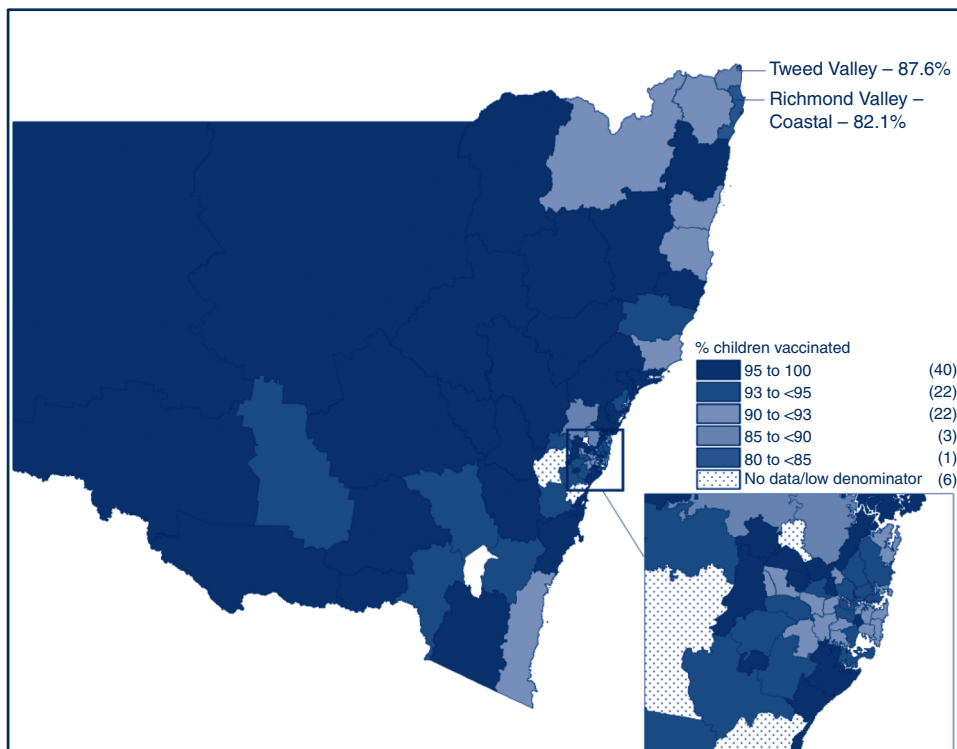 Tweed Valley – 87.6%
Richmond Valley –
Coastal – 82.1%
% children vaccinated
95 to 100 (40)
93 to <95 (22)
90 to <93 (22)
85 to <90 (3)
80 to <85 (1)
No data/low denominator (6)